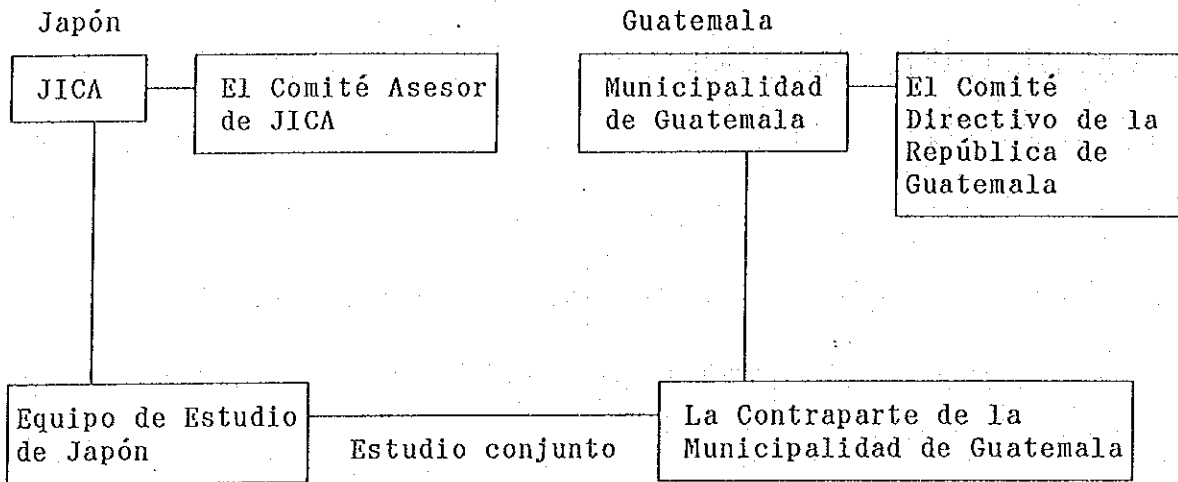 Japón
Guatemala
JICA
El Comité Asesor
de JICA
Municipalidad
de Guatemala
El Comité
Directivo de la
República de
Guatemala
Equipo de Estudio
de Japón
Estudio conjunto
La Contraparte de la
Municipalidad de Guatemala